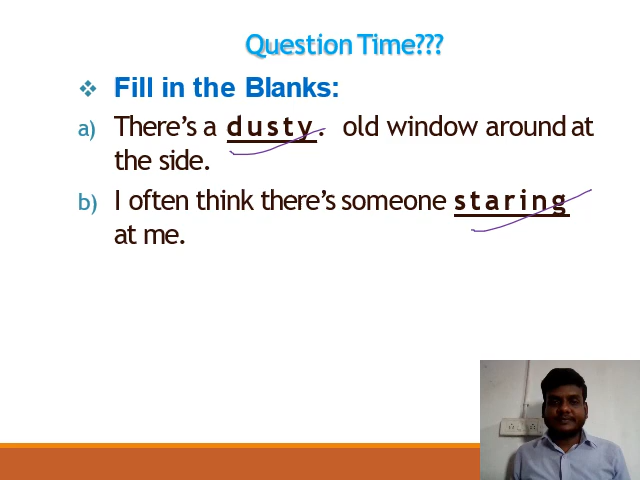 Question Time???
❖ Fill in the Blanks:
a) There's a dusty. old window around at
the side.
b) I often think there's someone staring
at me.